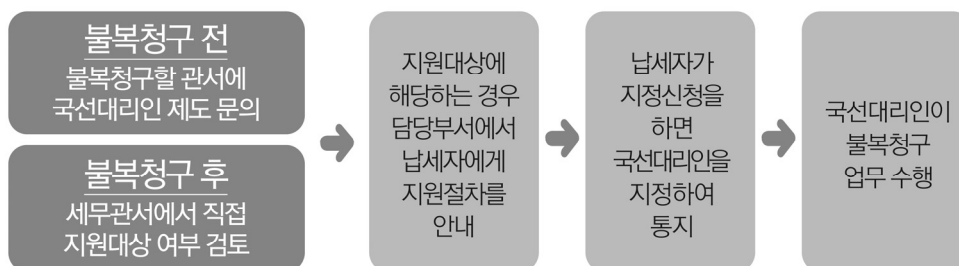 불복청구 전
불복청구할 관서에
국선대리인 제도 문의
불복청구 후
세무관서에서 직접
지원대상 여부 검토
지원대상에
해당하는 경우
담당부서에서
납세자에게
지원절차를
안내
납세자가
지정신청을
하면
국선대리인을
지정하여
통지
국선대리인이
불복청구
업무 수행